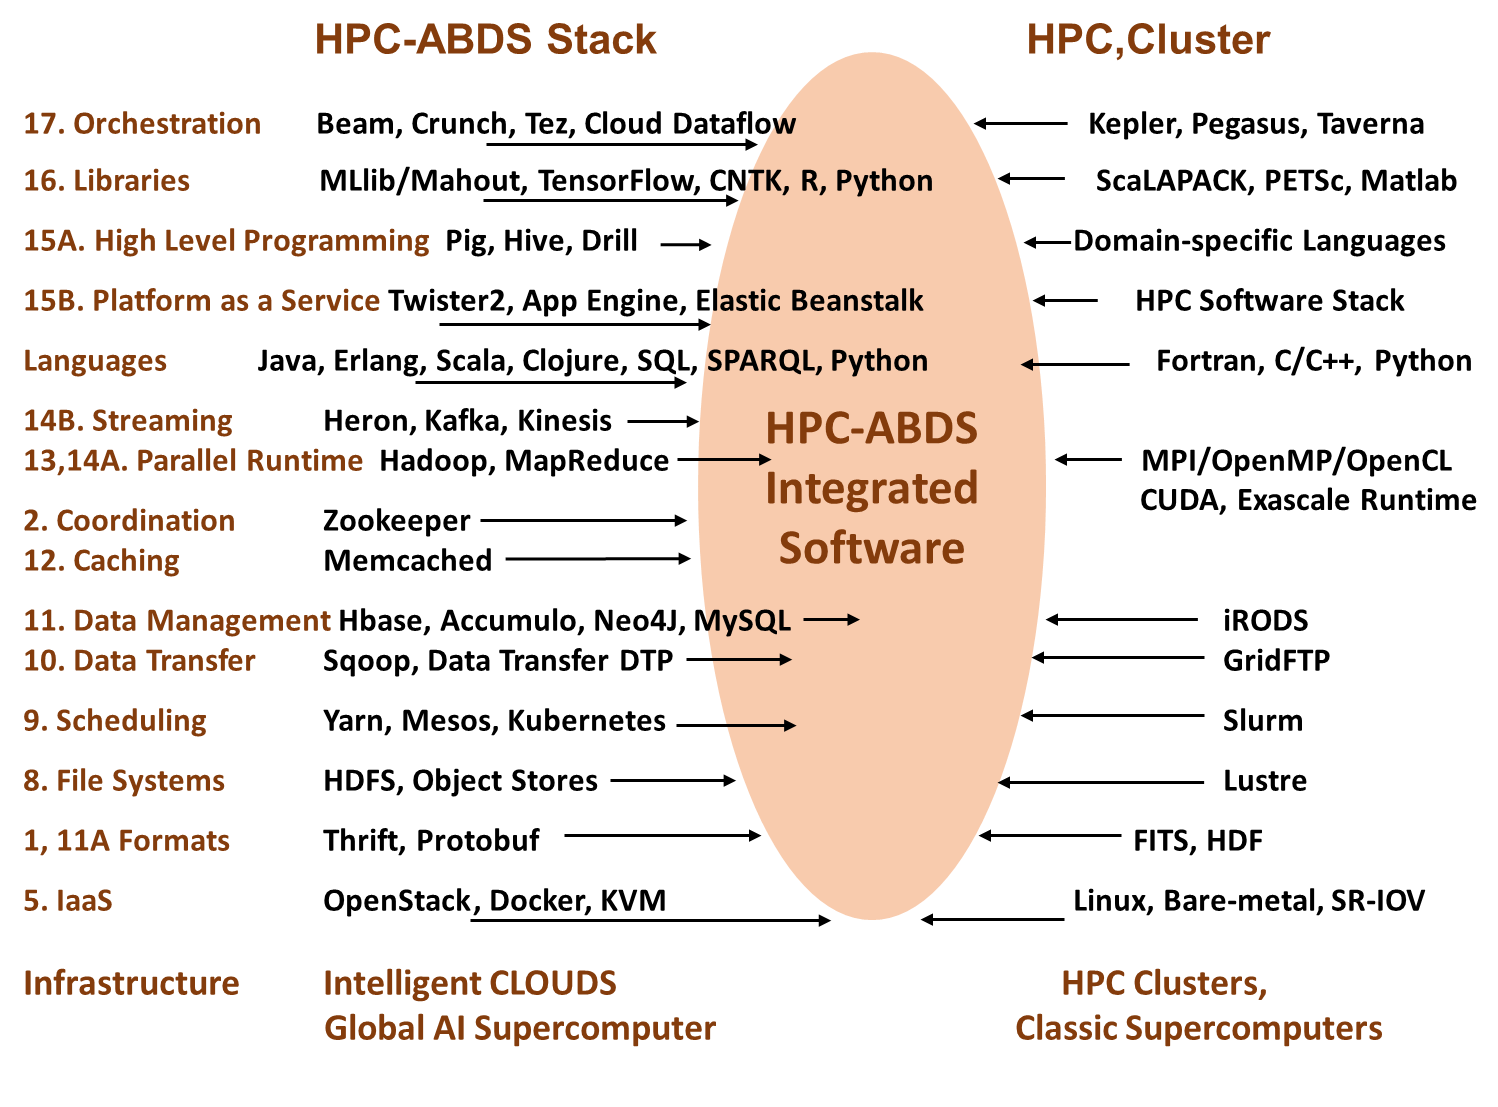 HPC-ABDS Stack HPC,Cluster
17. Orchestration Beam, Crunch, Tez, Cloud Dataflow Kepler, Pegasus, Taverna
16. Libraries MLlib/Mahout, TensorFlow, CNTK, R, Python ScaLAPACK, PETSc, Matlab
15A. High Level Programming Pig, Hive, Drill Domain-specific Languages
15B. Platform as a Service Twister2, App Engine, Elastic Beanstalk HPC Software Stack
Languages Java, Erlang, Scala, Clojure, SQL, SPARQL, Python Fortran, C/C++, Python
14B. Streaming Heron, Kafka, Kinesis
13,14A. Parallel Runtime Hadoop, MapReduce MPI/OpenMP/OpenCL
CUDA, Exascale Runtime
2. Coordination Zookeeper
12. Caching Memcached
HPC-ABDS
Integrated
Software
11. Data Management Hbase, Accumulo, Neo4J, MySQL iRODS
10. Data Transfer Sqoop, Data Transfer DTP GridFTP
9. Scheduling Yarn, Mesos, Kubernetes Slurm
8. File Systems HDFS, Object Stores Lustre
1, 11A Formats Thrift, Protobuf FITS, HDF
5. IaaS OpenStack, Docker, KVM Linux, Bare-metal, SR-IOV
Infrastructure Intelligent CLOUDS HPC Clusters,
Global AI Supercomputer Classic Supercomputers